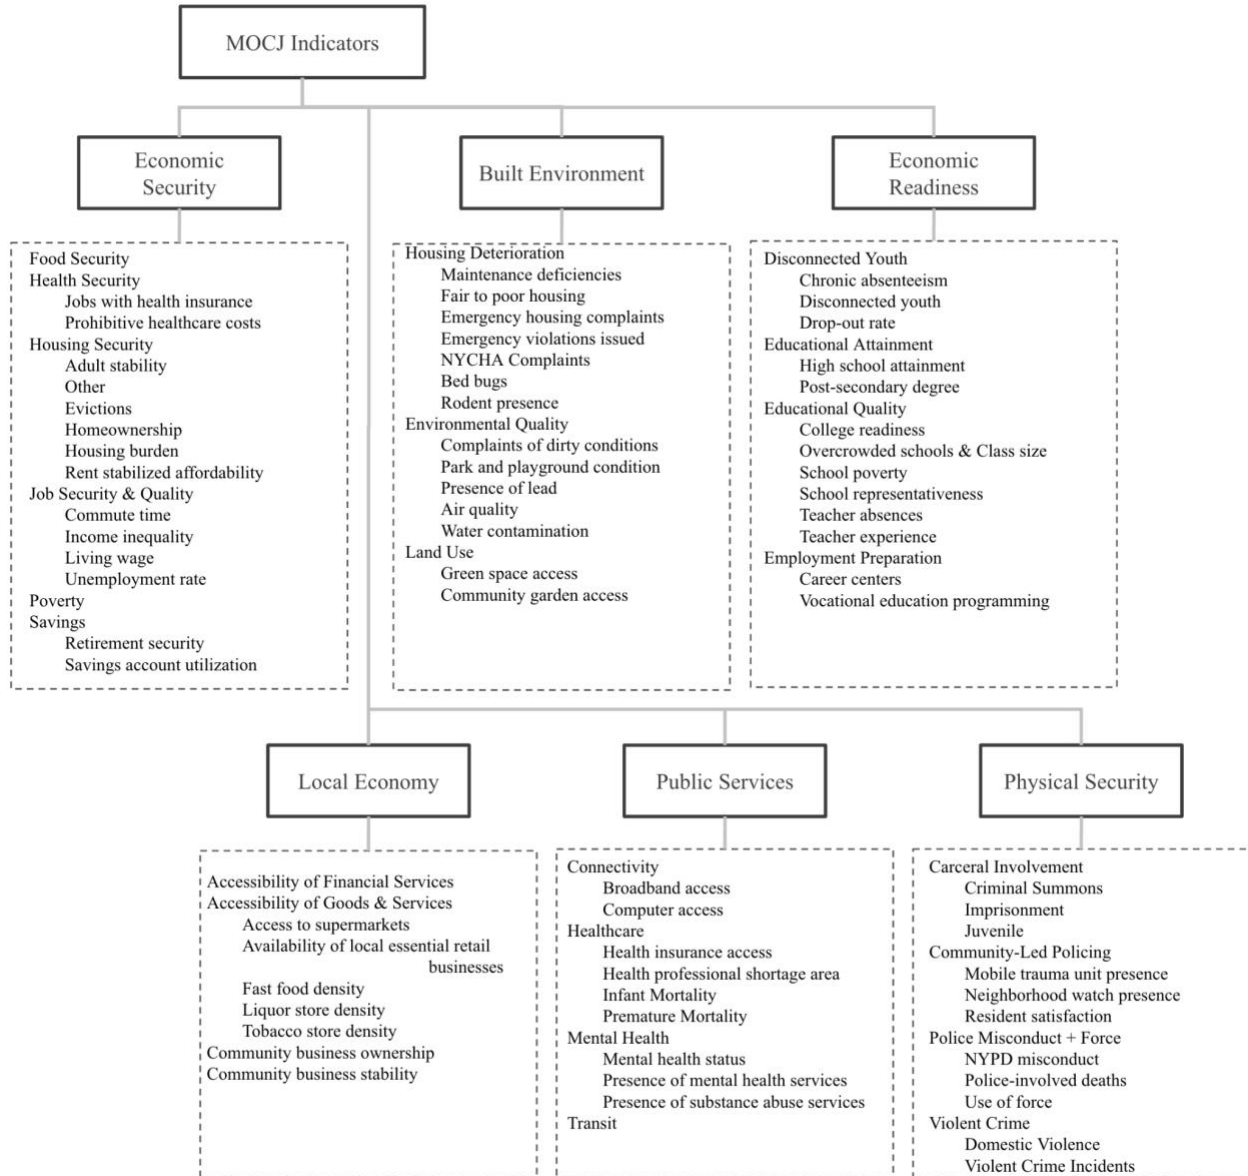 MOCJ Indicators
Economic
Security
Built Environment
Economic
Readiness
Food Security
Health Security
Jobs with health insurance
Prohibitive healthcare costs
Housing Security
Adult stability
Other
Evictions
Homeownership
Housing burden
Rent stabilized affordability
Job Security & Quality
Commute time
Income inequality
Living wage
Unemployment rate
Poverty
Savings
Retirement security
Savings account utilization
Housing Deterioration
Maintenance deficiencies
Fair to poor housing
Emergency housing complaints
Emergency violations issued
NYCHA Complaints
Bed bugs
Rodent presence
Environmental Quality
Complaints of dirty conditions
Park and playground condition
Presence of lead
Air quality
Water contamination
Land Use
Green space access
Community garden access
Disconnected Youth
Chronic absenteeism
Disconnected youth
Drop-out rate
Educational Attainment
High school attainment
Post-secondary degree
Educational Quality
College readiness
Overcrowded schools & Class size
School poverty
School representativeness
Teacher absences
Teacher experience
Employment Preparation
Career centers
Vocational education programming
Local Economy
Public Services
Physical Security
Accessibility of Financial Services
Accessibility of Goods & Services
Access to supermarkets
Availability of local essential retail
businesses
Fast food density
Liquor store density
Tobacco store density
Community business ownership
Community business stability
Connectivity
Broadband access
Computer access
Healthcare
Health insurance access
Health professional shortage area
Infant Mortality
Premature Mortality
Mental Health
Mental health status
Presence of mental health services
Presence of substance abuse services
Transit
Carceral Involvement
Criminal Summons
Imprisonment
Juvenile
Community-Led Policing
Mobile trauma unit presence
Neighborhood watch presence
Resident satisfaction
Police Misconduct + Force
NYPD misconduct
Police-involved deaths
Use of force
Violent Crime
Domestic Violence
Violent Crime Incidents